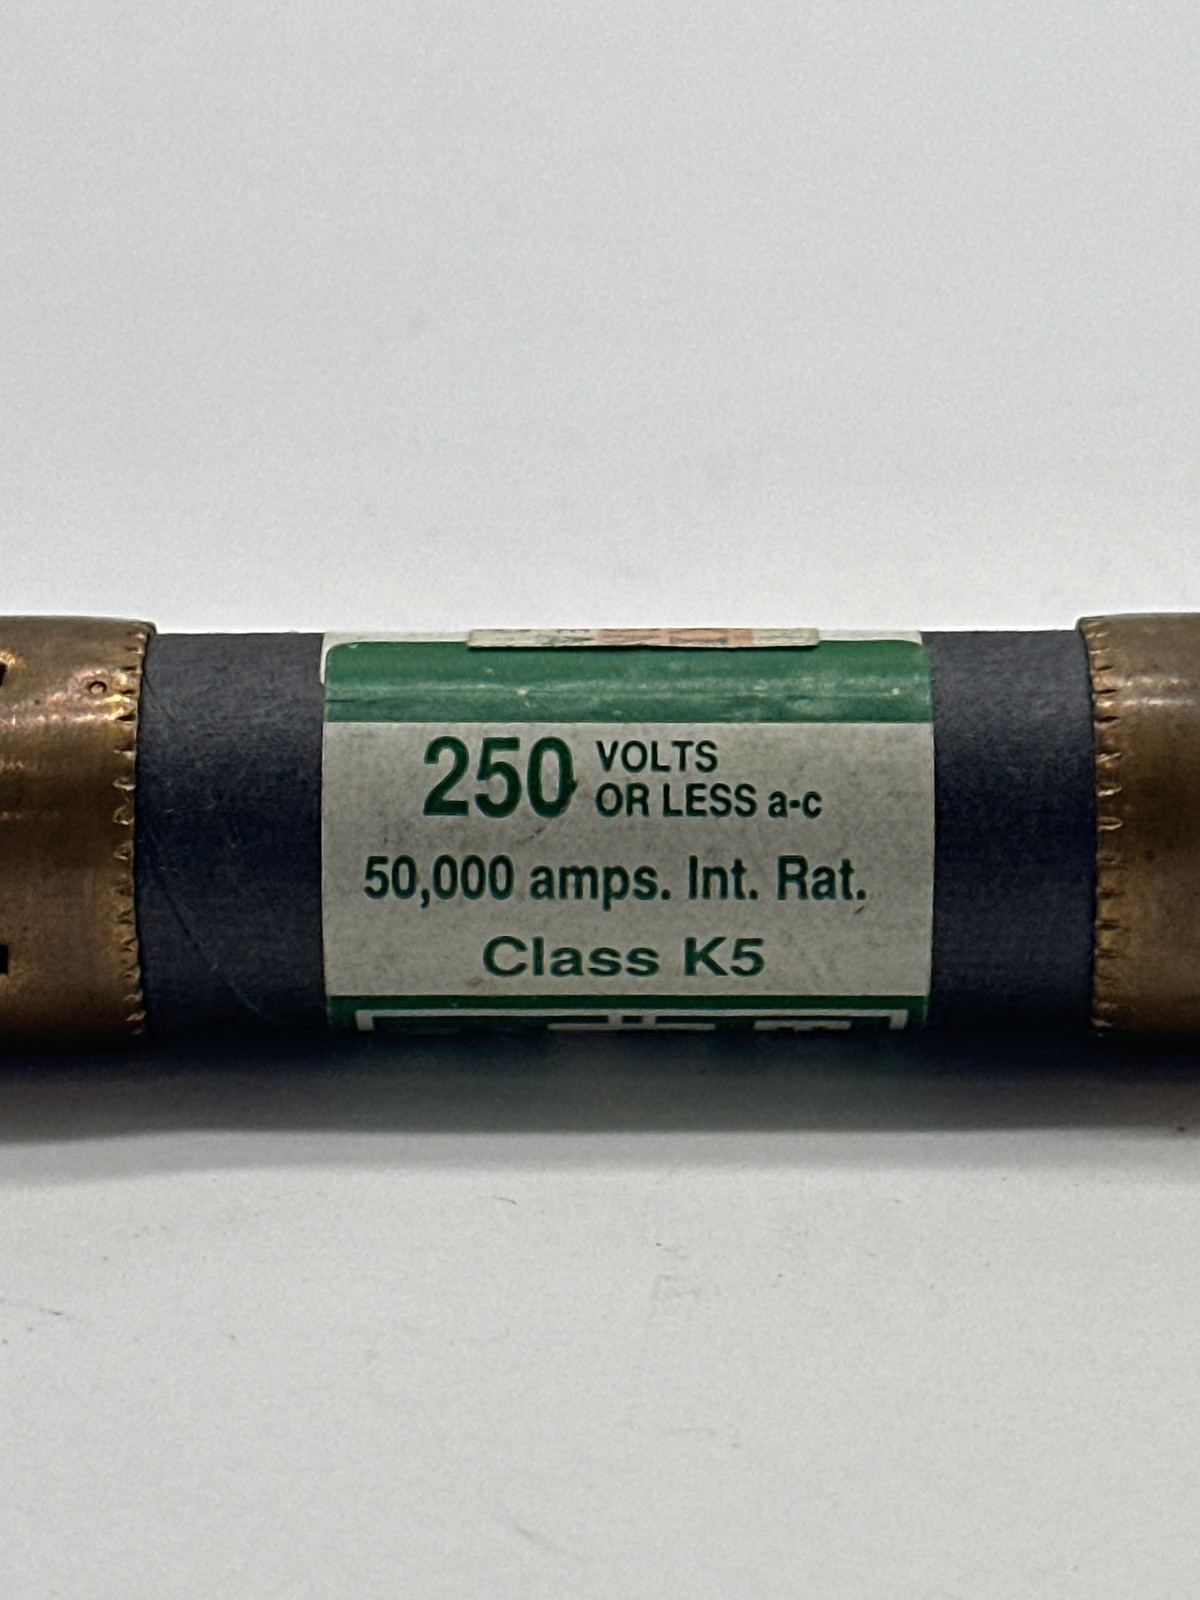 250 VOLTS
OR LESS a-c
50,000 amps. Int. Rat.
Class K5